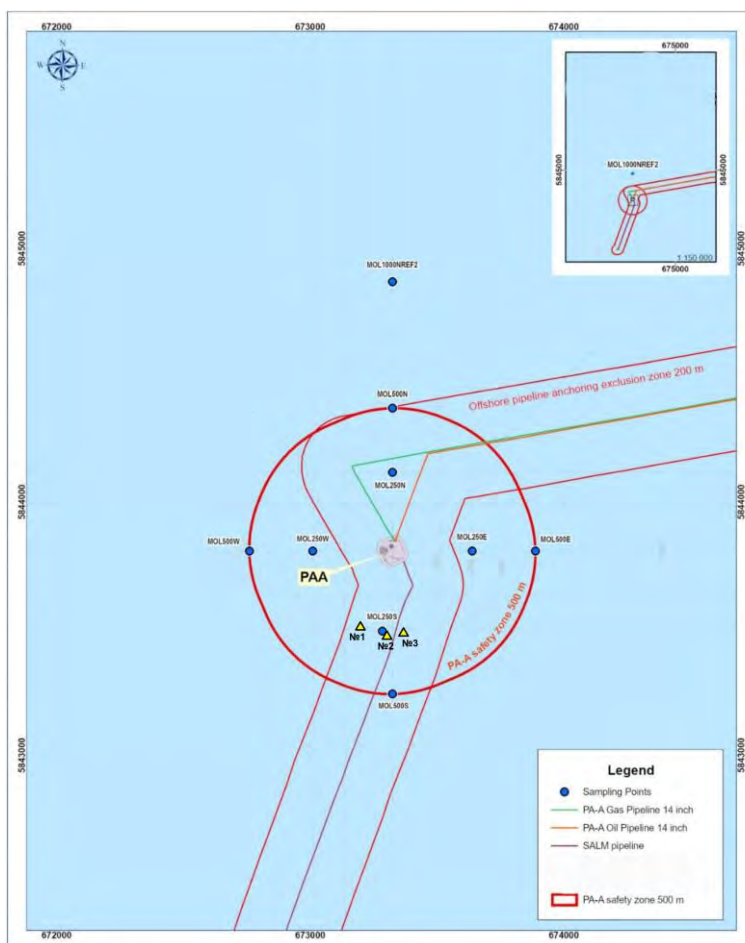 672000 673000 674000
N
W E
S
675000
MOL1000NREF2
5845000 5845000
1:150 000
675000
5845000 5845000
MOL1000NREF2
Offshore pipeline anchoring exclusion zone 200 m
MOL500N
MOL250N
5844000 5844000
MOL500W MOL250W MOL250E MOL500E
PAA
MOL250S
№1 №2 №3
PA-A safety zone 500 m
MOL500S
5843000 5843000
Legend
Sampling Points
PA-A Gas Pipeline 14 inch
PA-A Oil Pipeline 14 inch
SALM pipeline
PA-A safety zone 500 m
672000 673000 674000